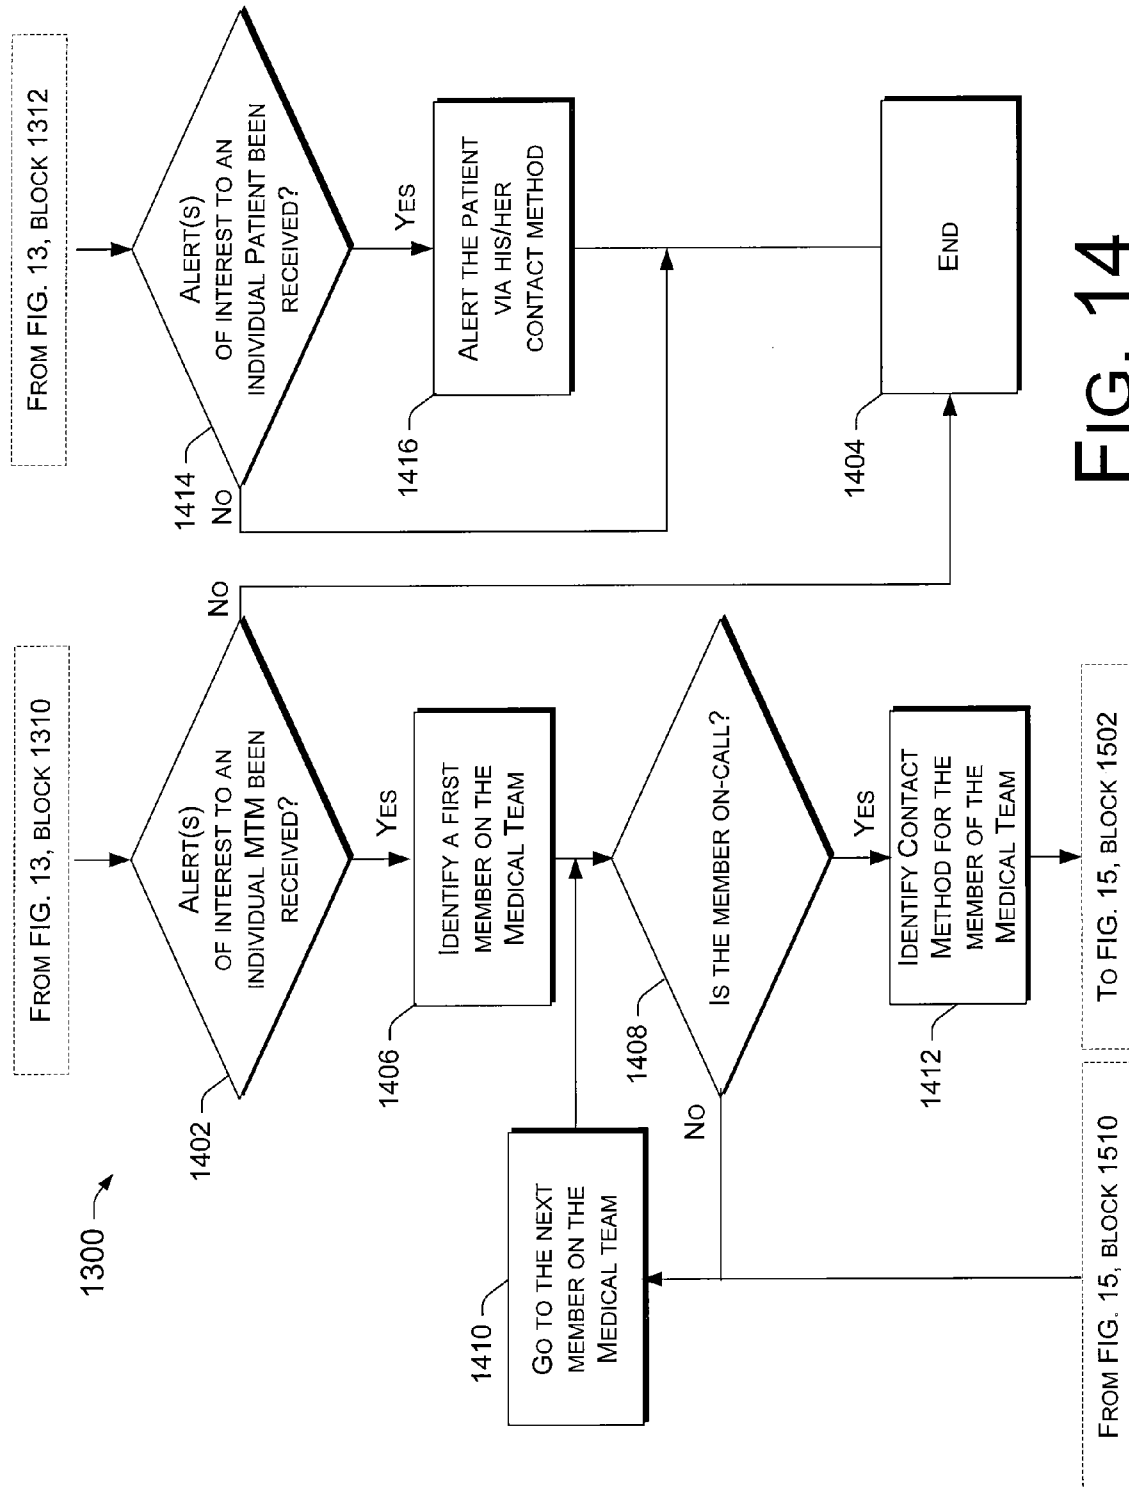 1300
FROM FIG. 13, BLOCK 1310
ALERT(S)
OF INTEREST TO AN
INDIVIDUAL MTM BEEN
RECEIVED?
1402
NO
YES
IDENTIFY A FIRST
MEMBER ON THE
MEDICAL TEAM
1406
GO TO THE NEXT
MEMBER ON THE
MEDICAL TEAM
1410
IS THE MEMBER ON-CALL?
1408
NO
YES
IDENTIFY CONTACT
METHOD FOR THE
MEMBER OF THE
MEDICAL TEAM
1412
FROM FIG. 15, BLOCK 1510
TO FIG. 15, BLOCK 1502
FROM FIG. 13, BLOCK 1312
ALERT(S)
OF INTEREST TO AN
INDIVIDUAL PATIENT BEEN
RECEIVED?
1414
NO
YES
ALERT THE PATIENT
VIA HIS/HER
CONTACT METHOD
1416
END
1404
FIG. 14